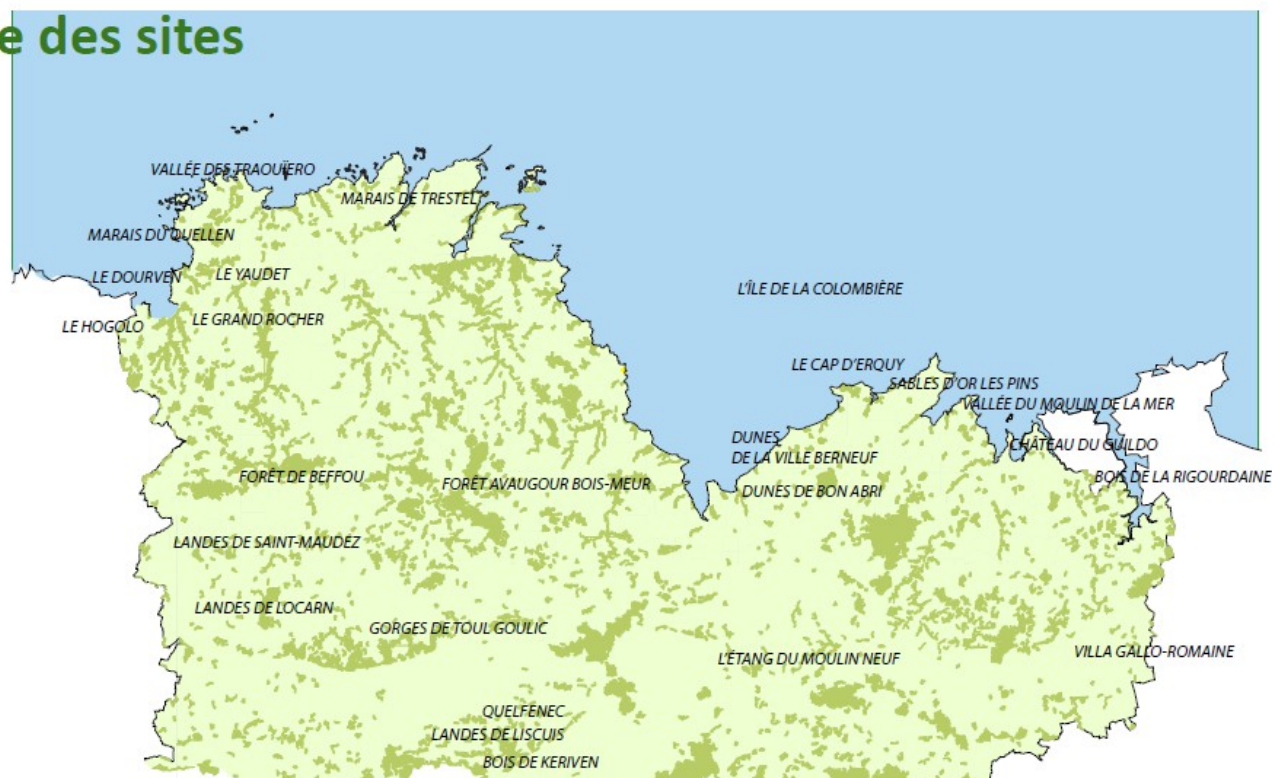 e des sites
VALLÉE DES TRAOUÏERO
MARAIS DE TRESTEL
MARAIS DU QUELLEN
LE DOURVEN
LE YAUDET
L'ÎLE DE LA COLOMBIÈRE
LE HOGOLO
LE GRAND ROCHER
LE CAP D'ERQUY
SABLES D'OR LES PINS
VALLÉE DU MOULIN DE LA MER
DUNES
DE LA VILLE BERNEUF
CHÂTEAU DU GUILDO
FORÊT DE BEFFOU
FORÊT AVAUGOUR BOIS-MEUR
DUNES DE BON ABRI
BOIS DE LA RIGOURDAINE
LANDES DE SAINT-MAUDEZ
LANDES DE LOCARN
GORGES DE TOUL GOULIC
L'ÉTANG DU MOULIN NEUF
VILLA GALLO-ROMAINE
QUELFÉNEC
LANDES DE LISCUIS
BOIS DE KERIVEN